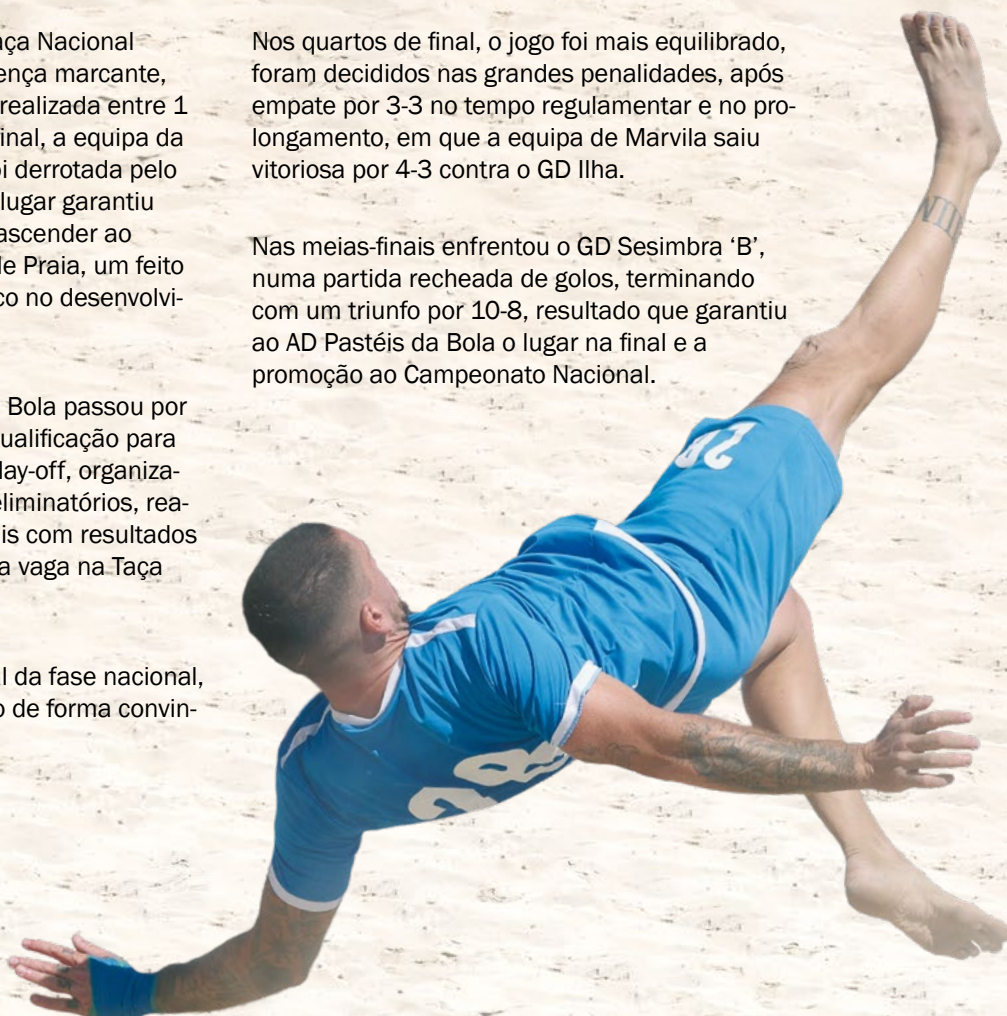 ça Nacional
ença marcante,
realizada entre 1
inal, a equipa da
oi derrotada pelo
lugar garantiu
ascender ao
de Praia, um feito
co no desenvolvi-
Bola passou por
ualificação para
lay-off, organiza-
eliminatórios, rea-
is com resultados
a vaga na Taça
l da fase nacional,
o de forma convin-
Nos quartos de final, o jogo foi mais equilibrado,
foram decididos nas grandes penalidades, após
empate por 3-3 no tempo regulamentar e no pro-
longamento, em que a equipa de Marvila saiu
vitoriosa por 4-3 contra o GD Ilha.
Nas meias-finais enfrentou o GD Sesimbra ‘B’,
numa partida recheada de golos, terminando
com um triunfo por 10-8, resultado que garantiu
ao AD Pastéis da Bola o lugar na final e a
promoção ao Campeonato Nacional.
28
28